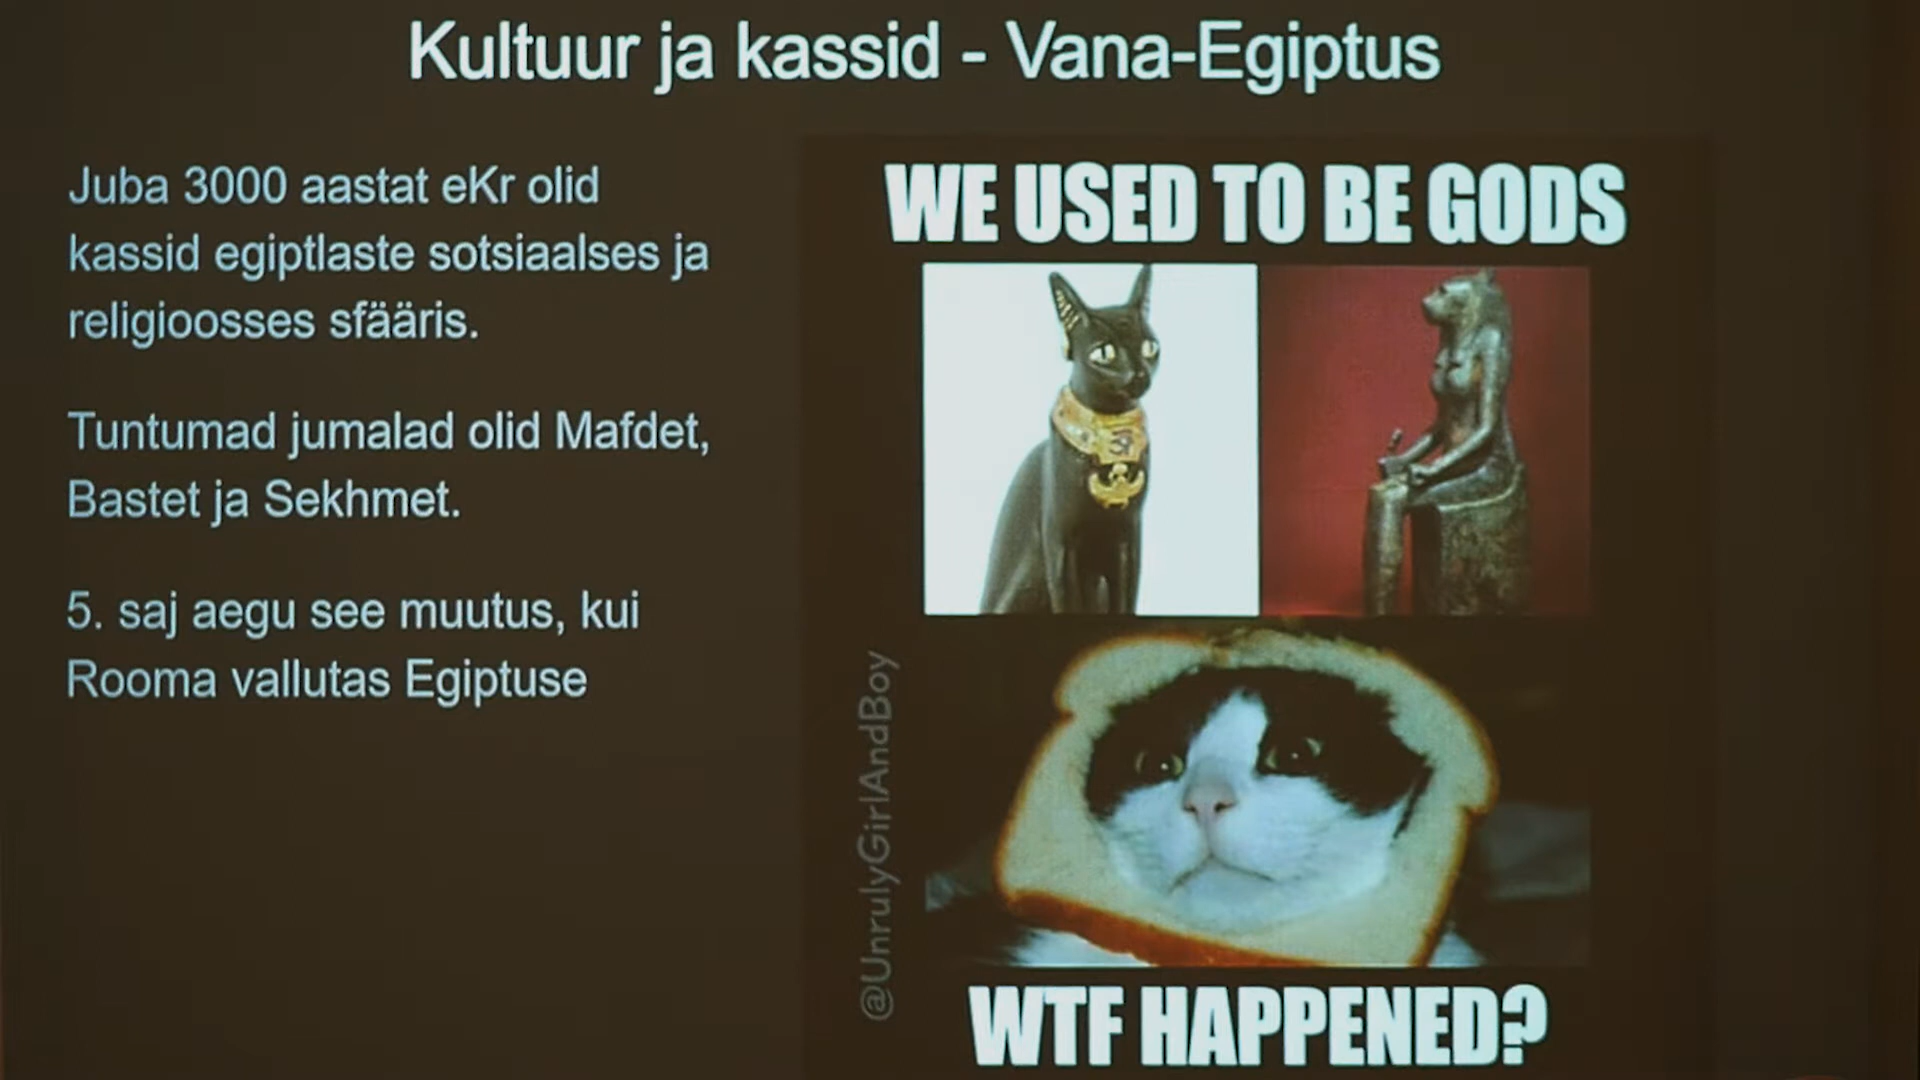 Kultuur ja kassid - Vana-Egiptus
Juba 3000 aastat eKr olid
kassid egiptlaste sotsiaalses ja
religioosses sfääris.
Tuntumad jumalad olid Mafdet,
Bastet ja Sekhmet.
5. saj aegu see muutus, kui
Rooma vallutas Egiptuse
WE USED TO BE GODS
@UnrulyGirlAndBoy
WTF HAPPENED?